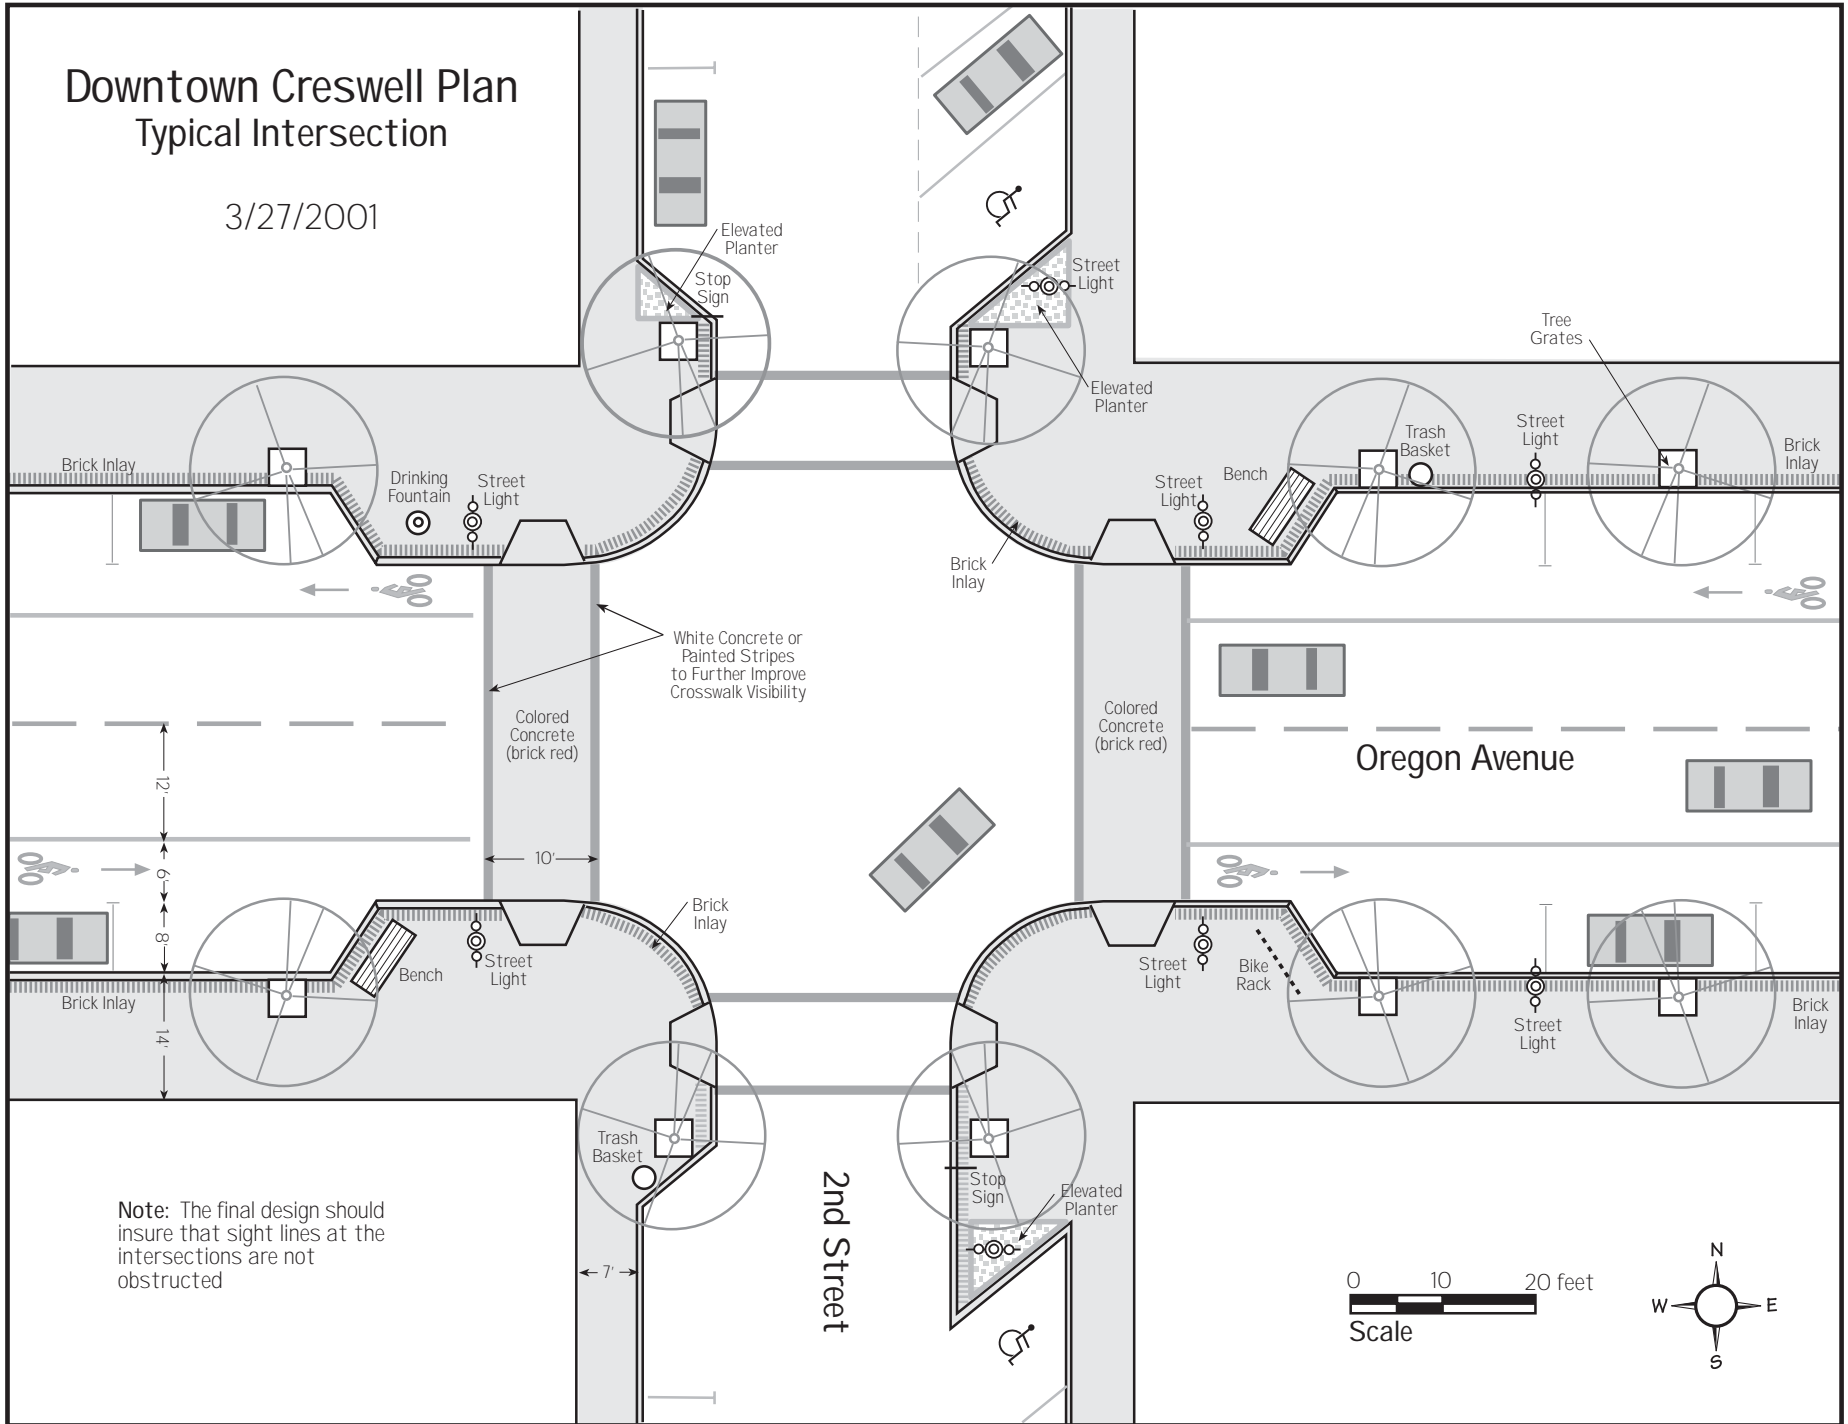 Downtown Creswell Plan
Typical Intersection
3/27/2001
Elevated
Planter
Stop
Sign
Street
Light
Elevated
Planter
Tree
Grates
Brick Inlay
Drinking
Fountain
Street
Light
Street
Light
Bench
Trash
Basket
Street
Light
Brick
Inlay
Brick
Inlay
White Concrete or
Painted Stripes
to Further Improve
Crosswalk Visibility
Colored
Concrete
(brick red)
Colored
Concrete
(brick red)
Oregon Avenue
12'
6'
8'
14'
10'
Brick
Inlay
Bench
Street
Light
Brick Inlay
Street
Light
Bike
Rack
Street
Light
Brick
Inlay
Trash
Basket
Stop
Sign
Elevated
Planter
2nd Street
7'
Note: The final design should
insure that sight lines at the
intersections are not
obstructed
0 10 20 feet
Scale
N
W E
S